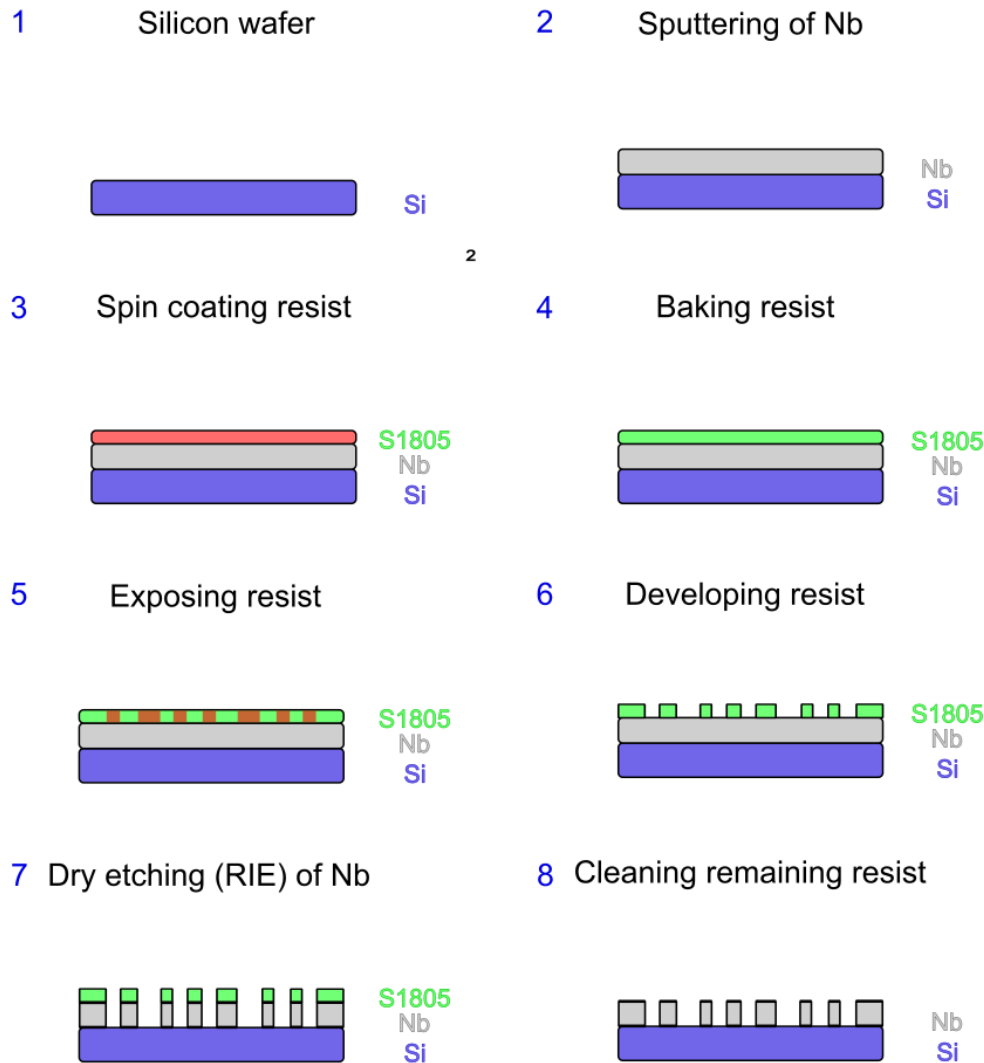 1 Silicon wafer
Si
2 Sputtering of Nb
Nb
Si
2
3 Spin coating resist
S1805
Nb
Si
4 Baking resist
S1805
Nb
Si
5 Exposing resist
S1805
Nb
Si
6 Developing resist
S1805
Nb
Si
7 Dry etching (RIE) of Nb
S1805
Nb
Si
8 Cleaning remaining resist
Nb
Si